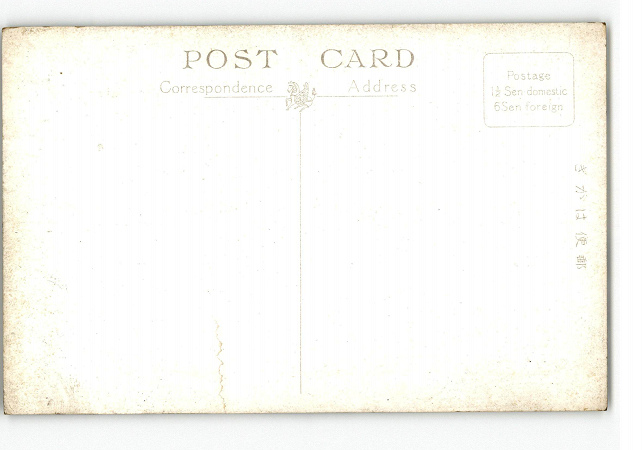 POST CARD
Correspondence
Address
Postage
1½ Sen domestic
6Sen foreign
きがは便郵